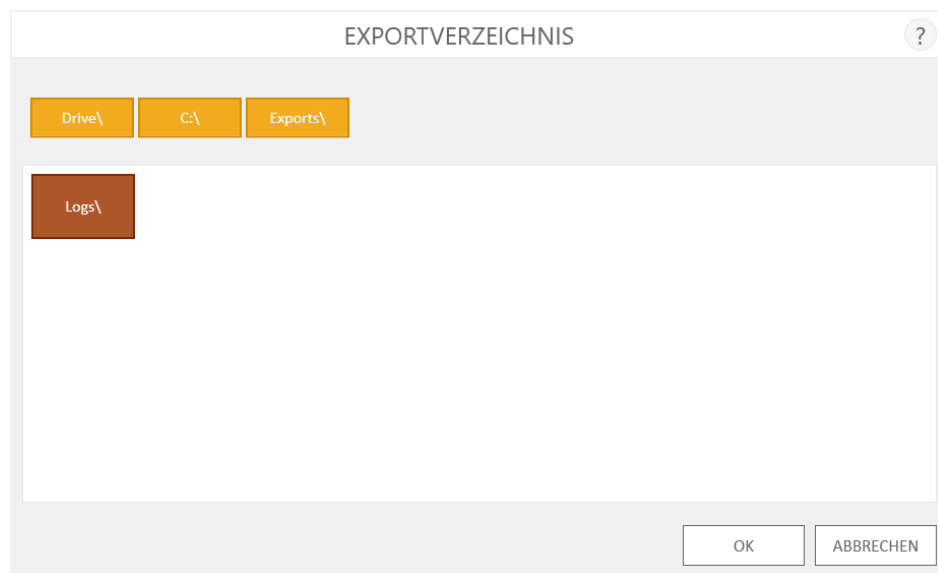 EXPORTVERZEICHNIS
?
Drive\
C:\
Exports\
Logs\
OK
ABBRECHEN